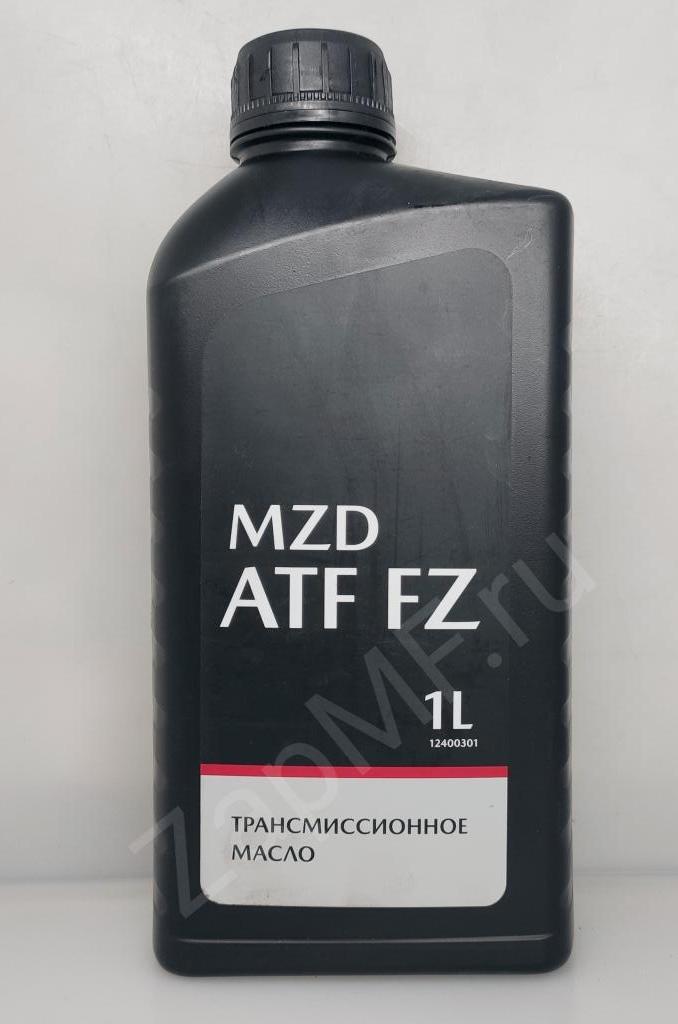 MZD
ATF FZ
1L
12400301
ТРАНСМИССИОННОЕ
МАСЛО
ZapMF.ru